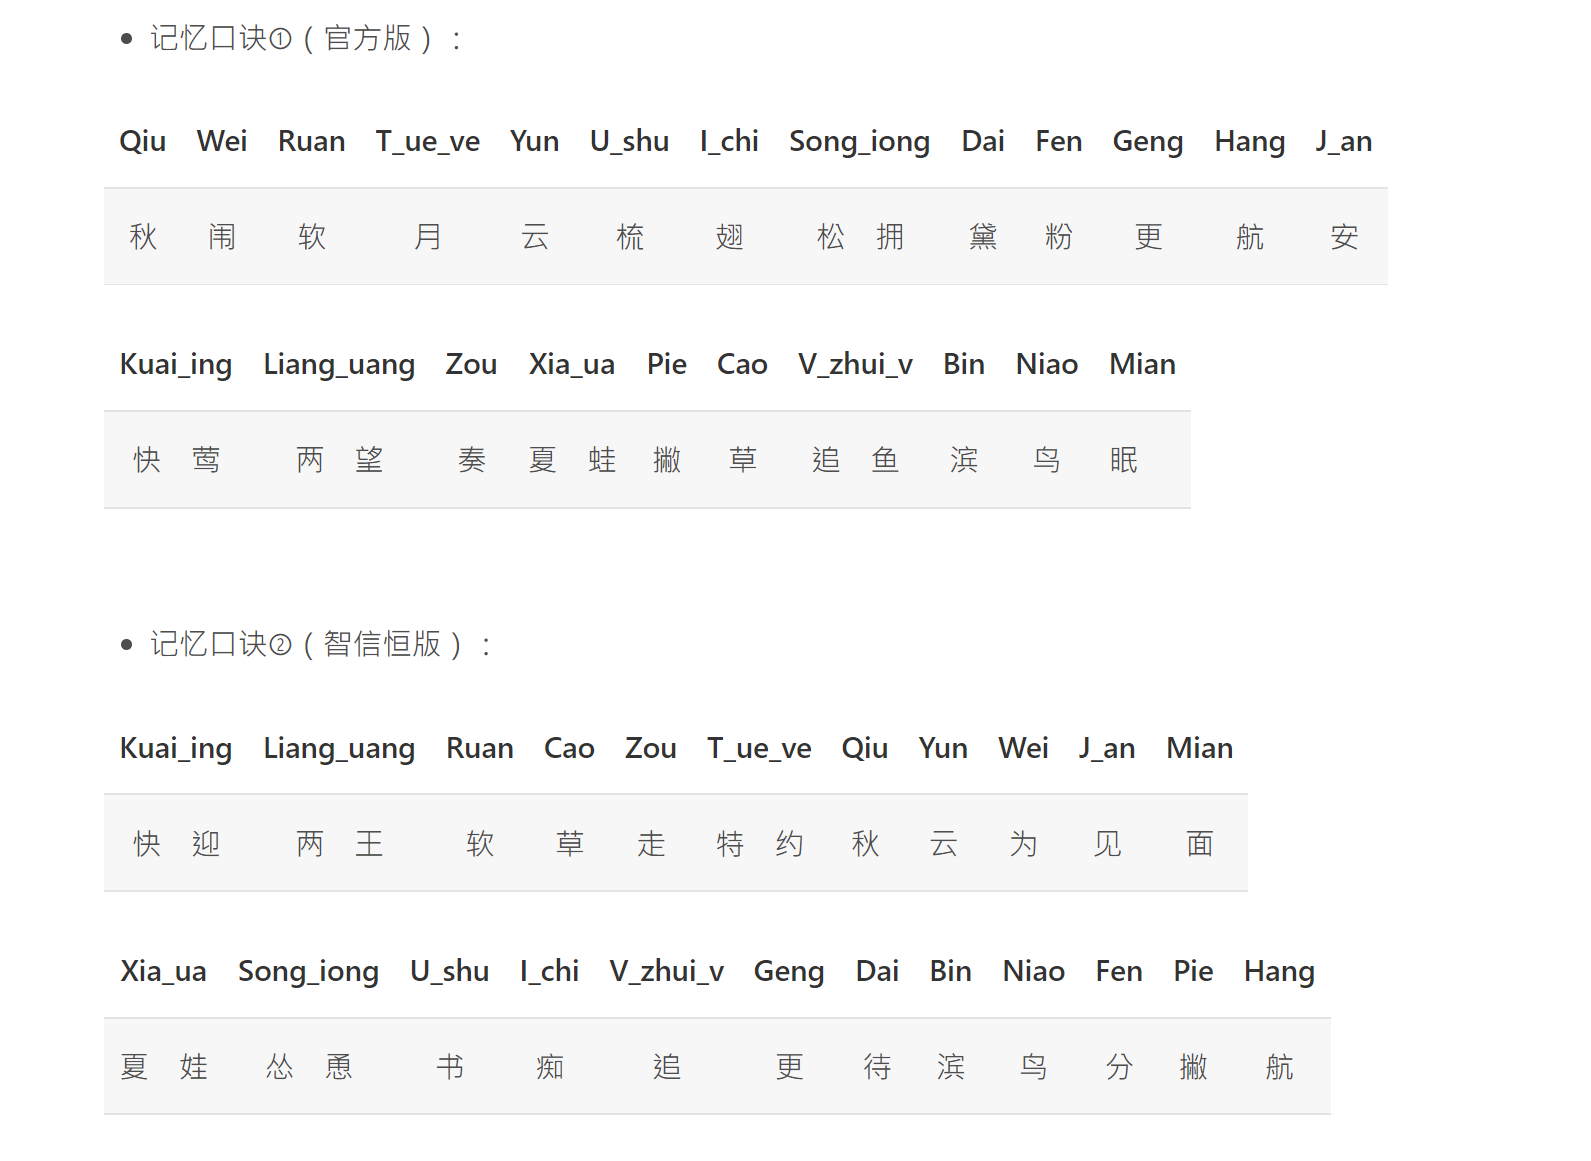 记忆口诀①（官方版）：
Qiu Wei Ruan T_ue_ve Yun U_shu I_chi Song_iong Dai Fen Geng Hang J_an
秋 闱 软 月 云 梳 翅 松 拥 黛 粉 更 航 安
Kuai_ing Liang_uang Zou Xia_ua Pie Cao V_zhui_v Bin Niao Mian
快 莺 两 望 奏 夏 蛙 撇 草 追 鱼 滨 鸟 眠
记忆口诀②（智信恒版）：
Kuai_ing Liang_uang Ruan Cao Zou T_ue_ve Qiu Yun Wei J_an Mian
快 迎 两 王 软 草 走 特 约 秋 云 为 见 面
Xia_ua Song_iong U_shu I_chi V_zhui_v Geng Dai Bin Niao Fen Pie Hang
夏 娃 怂 恿 书 痴 追 更 待 滨 鸟 分 撇 航